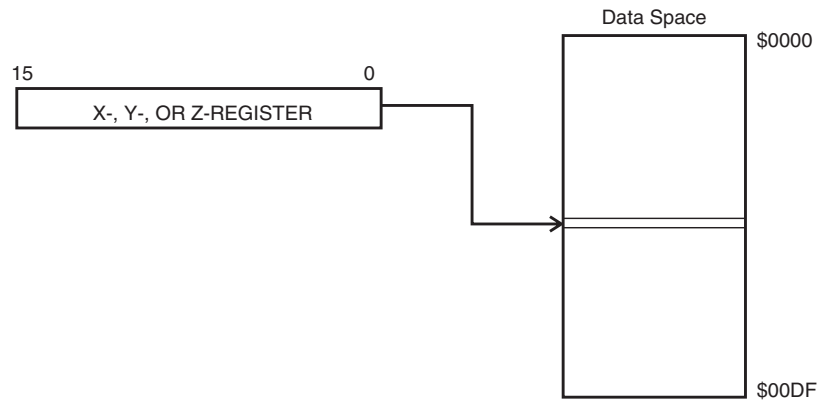 Data Space
$0000
15 0
X-, Y-, OR Z-REGISTER
$00DF